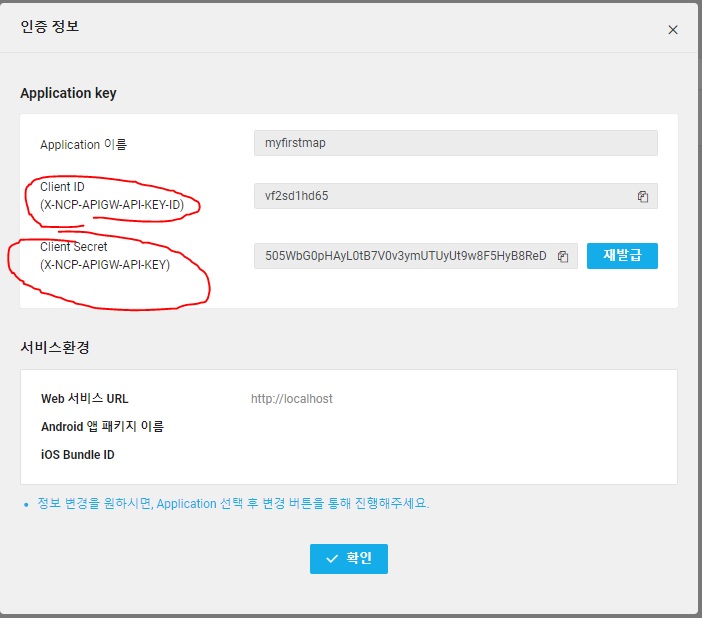 인증 정보
Application key
Application 이름
myfirstmap
Client ID
(X-NCP-APIGW-API-KEY-ID)
vf2sd1hd65
Client Secret
(X-NCP-APIGW-API-KEY)
505WbG0pHAyL0tB7V0v3ymUTUyUt9w8F5HyB8ReD
재발급
서비스환경
Web 서비스 URL
http://localhost
Android 앱 패키지 이름
iOS Bundle ID
정보 변경을 원하시면, Application 선택 후 변경 버튼을 통해 진행해주세요.
확인